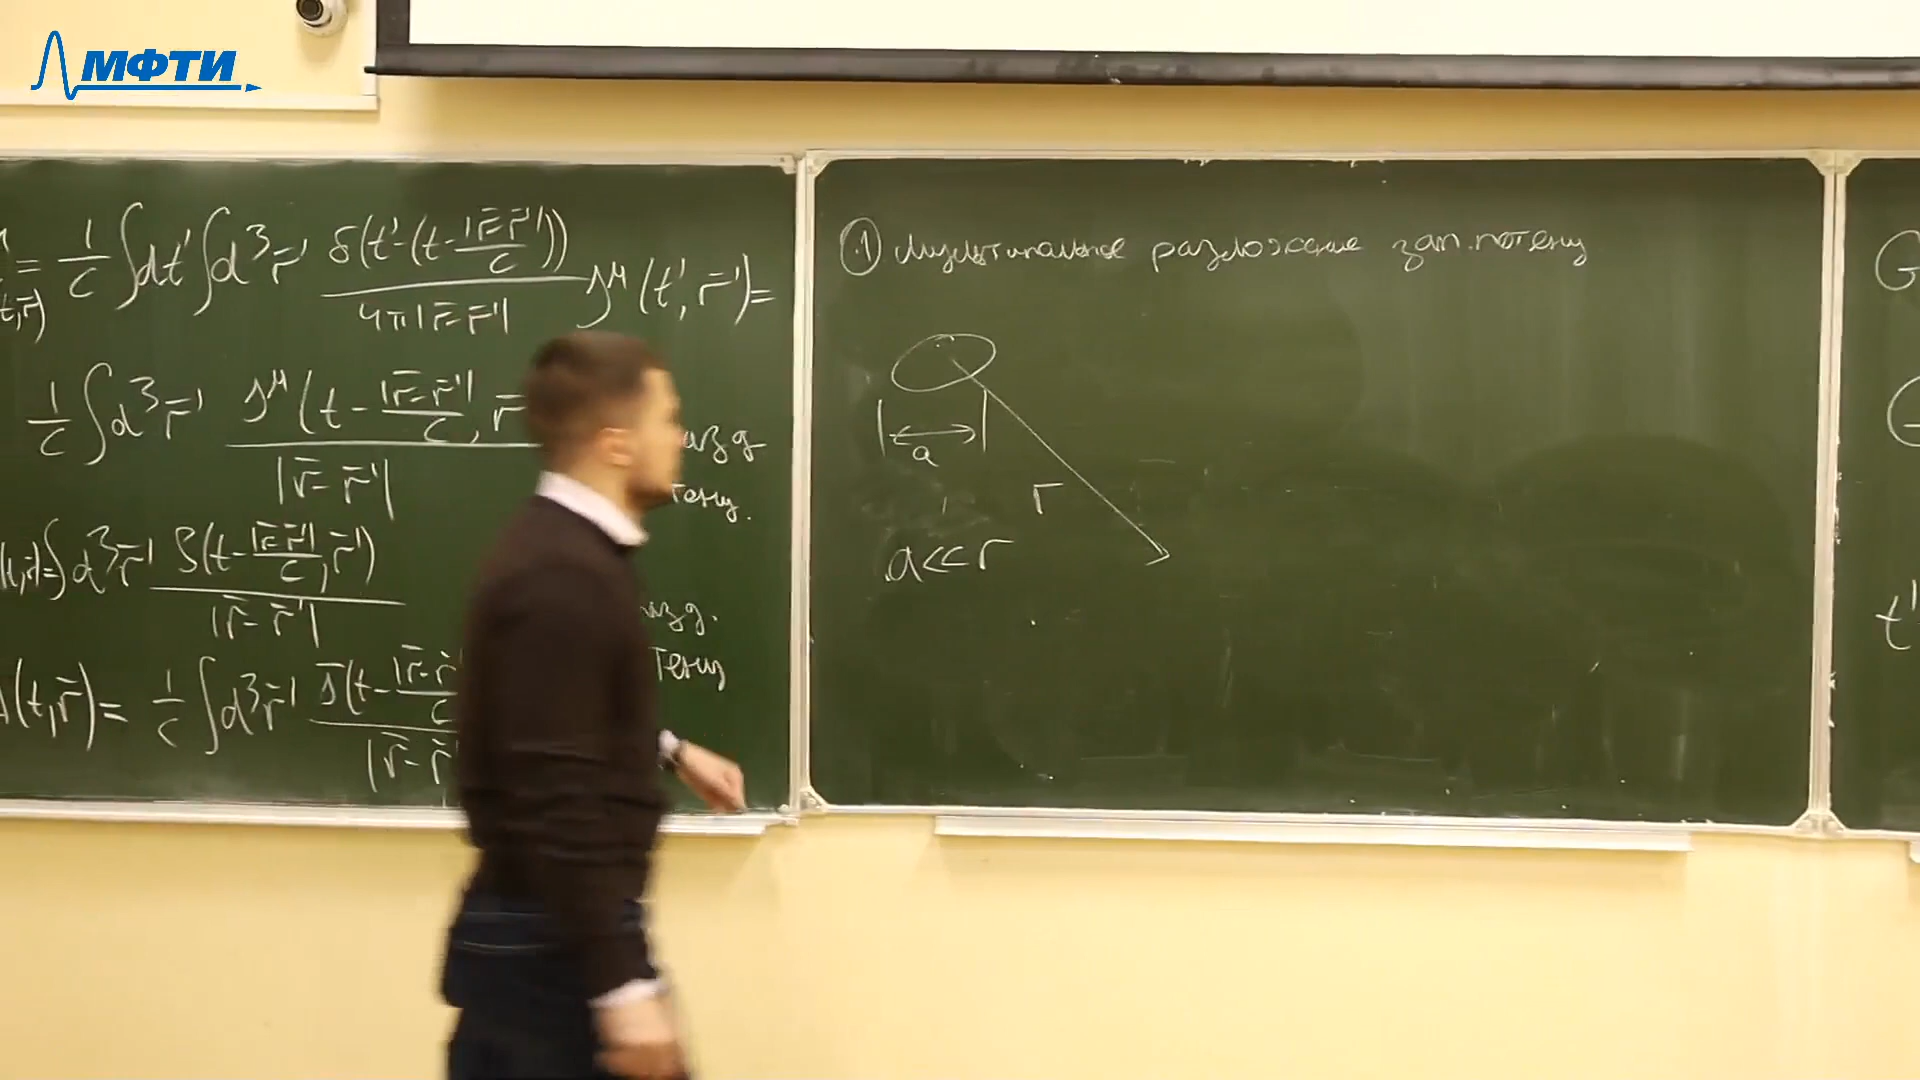 МФТИ
= 1/c ∫dt' ∫d³r̄' δ(t'-(t-|r̄-r̄'|/c)) / 4π|r̄-r̄'| j^μ(t', r̄') =
(t,r̄)
1/c ∫d³r̄' j^μ(t - |r̄-r̄'|/c, r̄ / |r̄-r̄'|
∫d³r̄' ρ(t-|r̄-r̄'|/c, r̄') / |r̄-r̄'|
(t,r̄) = 1/c ∫d³r̄' j̄(t-|r̄-r̄'|/c / |r̄-r̄'
1) Мультипольное разложение зап. потенц
a
r
a<<r
G
t'